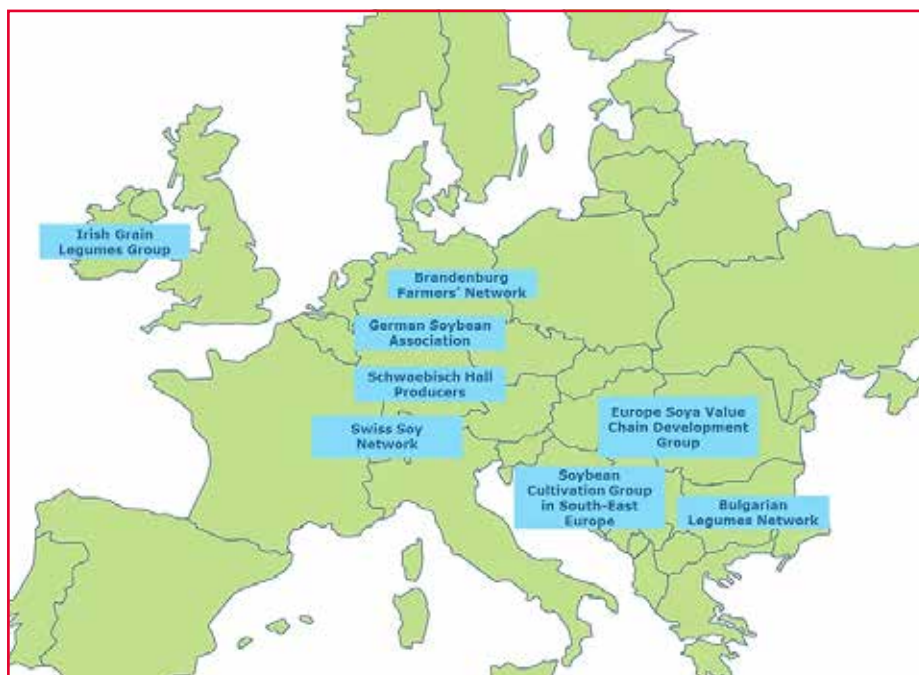 Irish Grain
Legumes Group
Brandenburg
Farmers' Network
German Soybean
Association
Schwaebisch Hall
Producers
Swiss Soy
Network
Europe Soya Value
Chain Development
Group
Soybean
Cultivation Group
in South-East
Europe
Bulgarian
Legumes Network